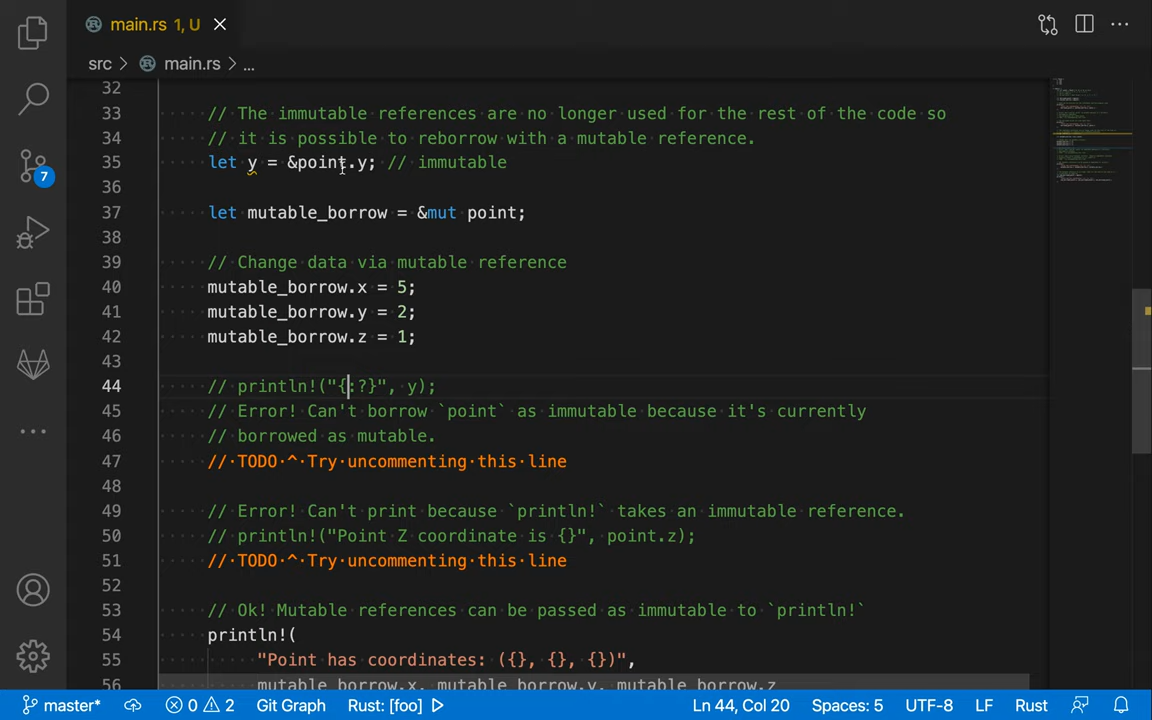 main.rs 1, U
src > main.rs > ...
32
33 // The immutable references are no longer used for the rest of the code so
34 // it is possible to reborrow with a mutable reference.
35 let y = &point.y; // immutable
36
37 let mutable_borrow = &mut point;
38
39 // Change data via mutable reference
40 mutable_borrow.x = 5;
41 mutable_borrow.y = 2;
42 mutable_borrow.z = 1;
43
44 // println!("{:?}", y);
45 // Error! Can't borrow `point` as immutable because it's currently
46 // borrowed as mutable.
47 // TODO ^ Try uncommenting this line
48
49 // Error! Can't print because `println!` takes an immutable reference.
50 // println!("Point Z coordinate is {}", point.z);
51 // TODO ^ Try uncommenting this line
52
53 // Ok! Mutable references can be passed as immutable to `println!`
54 println!(
55 "Point has coordinates: ({}, {}, {})",
56 mutable_borrow.x, mutable_borrow.y, mutable_borrow.z
7
master* 0 2 Git Graph Rust: [foo] Ln 44, Col 20 Spaces: 5 UTF-8 LF Rust